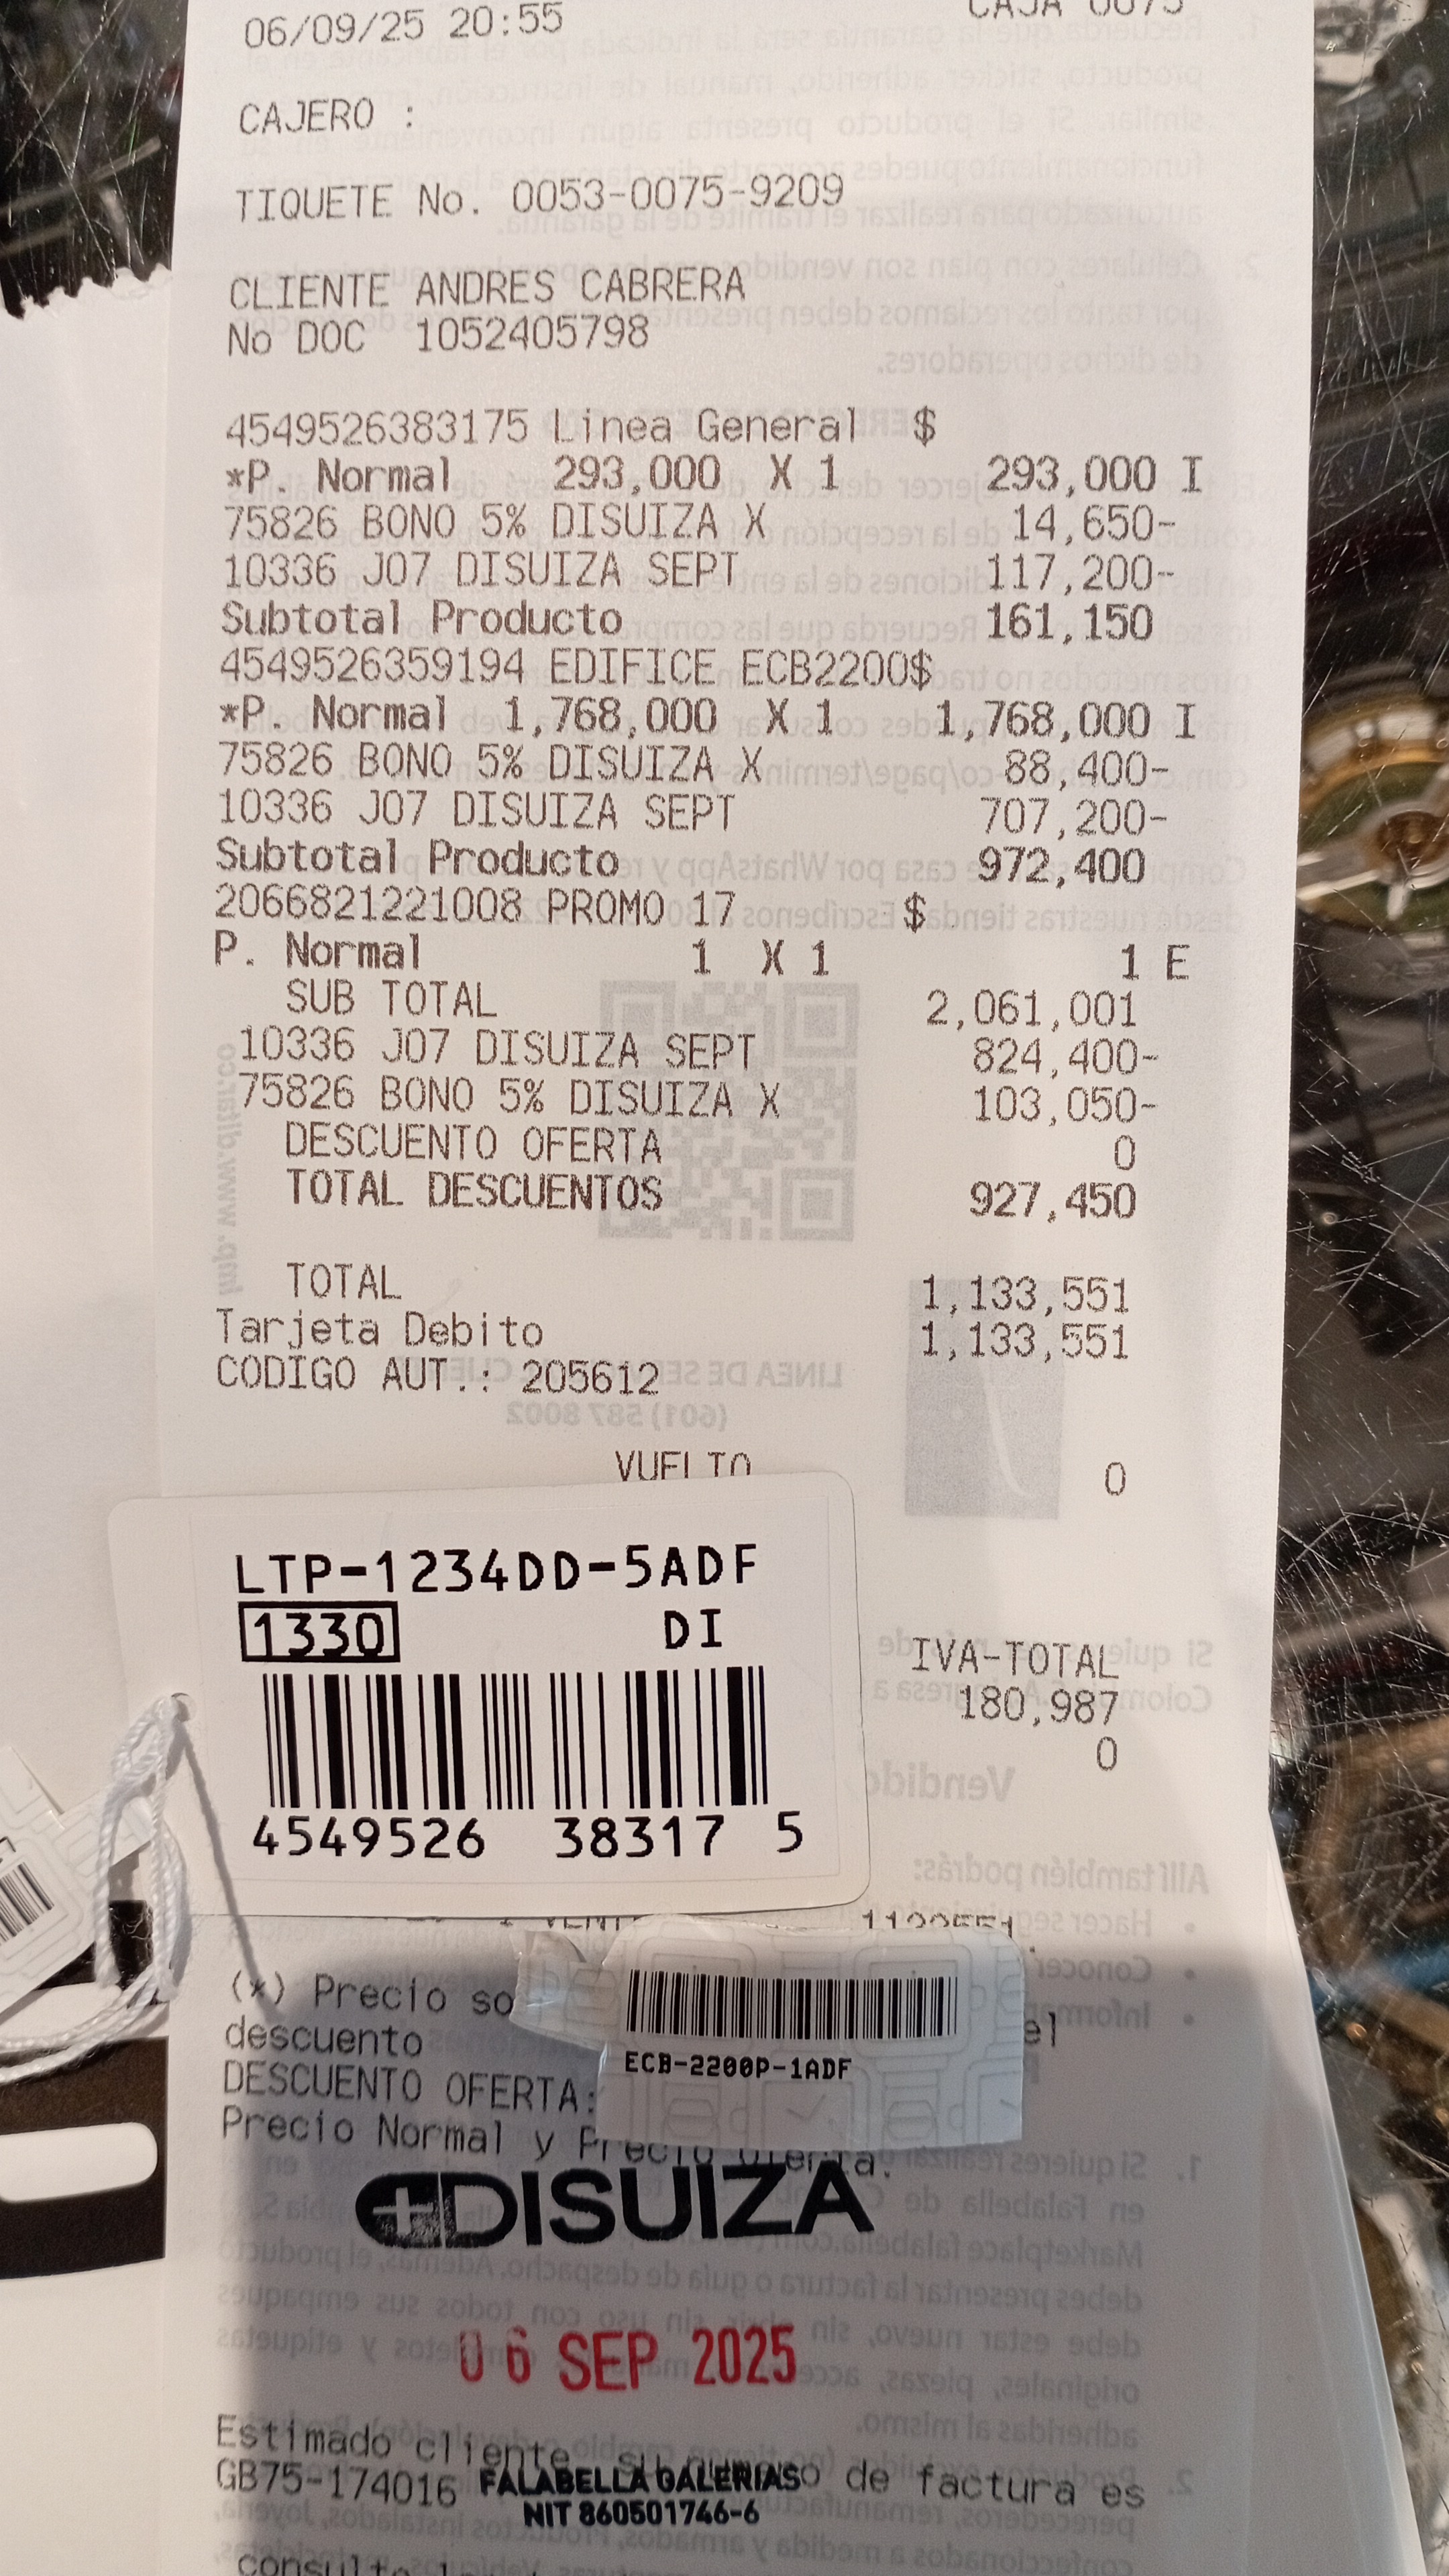 06/09/25 20:55
CAJERO :
TIQUETE No. 0053-0075-9209
CLIENTE ANDRES CABRERA
No DOC 1052405798
4549526383175 Linea General $
*P. Normal 293,000 X 1 293,000 I
75826 BONO 5% DISUIZA X 14,650-
10336 J07 DISUIZA SEPT 117,200-
Subtotal Producto 161,150
4549526359194 EDIFICE ECB2200$
*P. Normal 1,768,000 X 1 1,768,000 I
75826 BONO 5% DISUIZA X 88,400-
10336 J07 DISUIZA SEPT 707,200-
Subtotal Producto 972,400
2066821221008 PROMO 17 $
P. Normal 1 X 1 1 E
SUB TOTAL 2,061,001
10336 J07 DISUIZA SEPT 824,400-
75826 BONO 5% DISUIZA X 103,050-
DESCUENTO OFERTA 0
TOTAL DESCUENTOS 927,450
TOTAL 1,133,551
Tarjeta Debito 1,133,551
CODIGO AUT.: 205612
VUELTO 0
LTP-1234DD-5ADF
1330 DI
4549526 38317 5
IVA-TOTAL
180,987
0
(*) Precio so
descuento el
DESCUENTO OFERTA:
Precio Normal y Precio Oferta.
ECB-2200P-1ADF
DISUIZA
06 SEP 2025
Estimado cliente, su numero de factura es
GB75-174016
FALABELLA GALERIAS
NIT 860501746-6